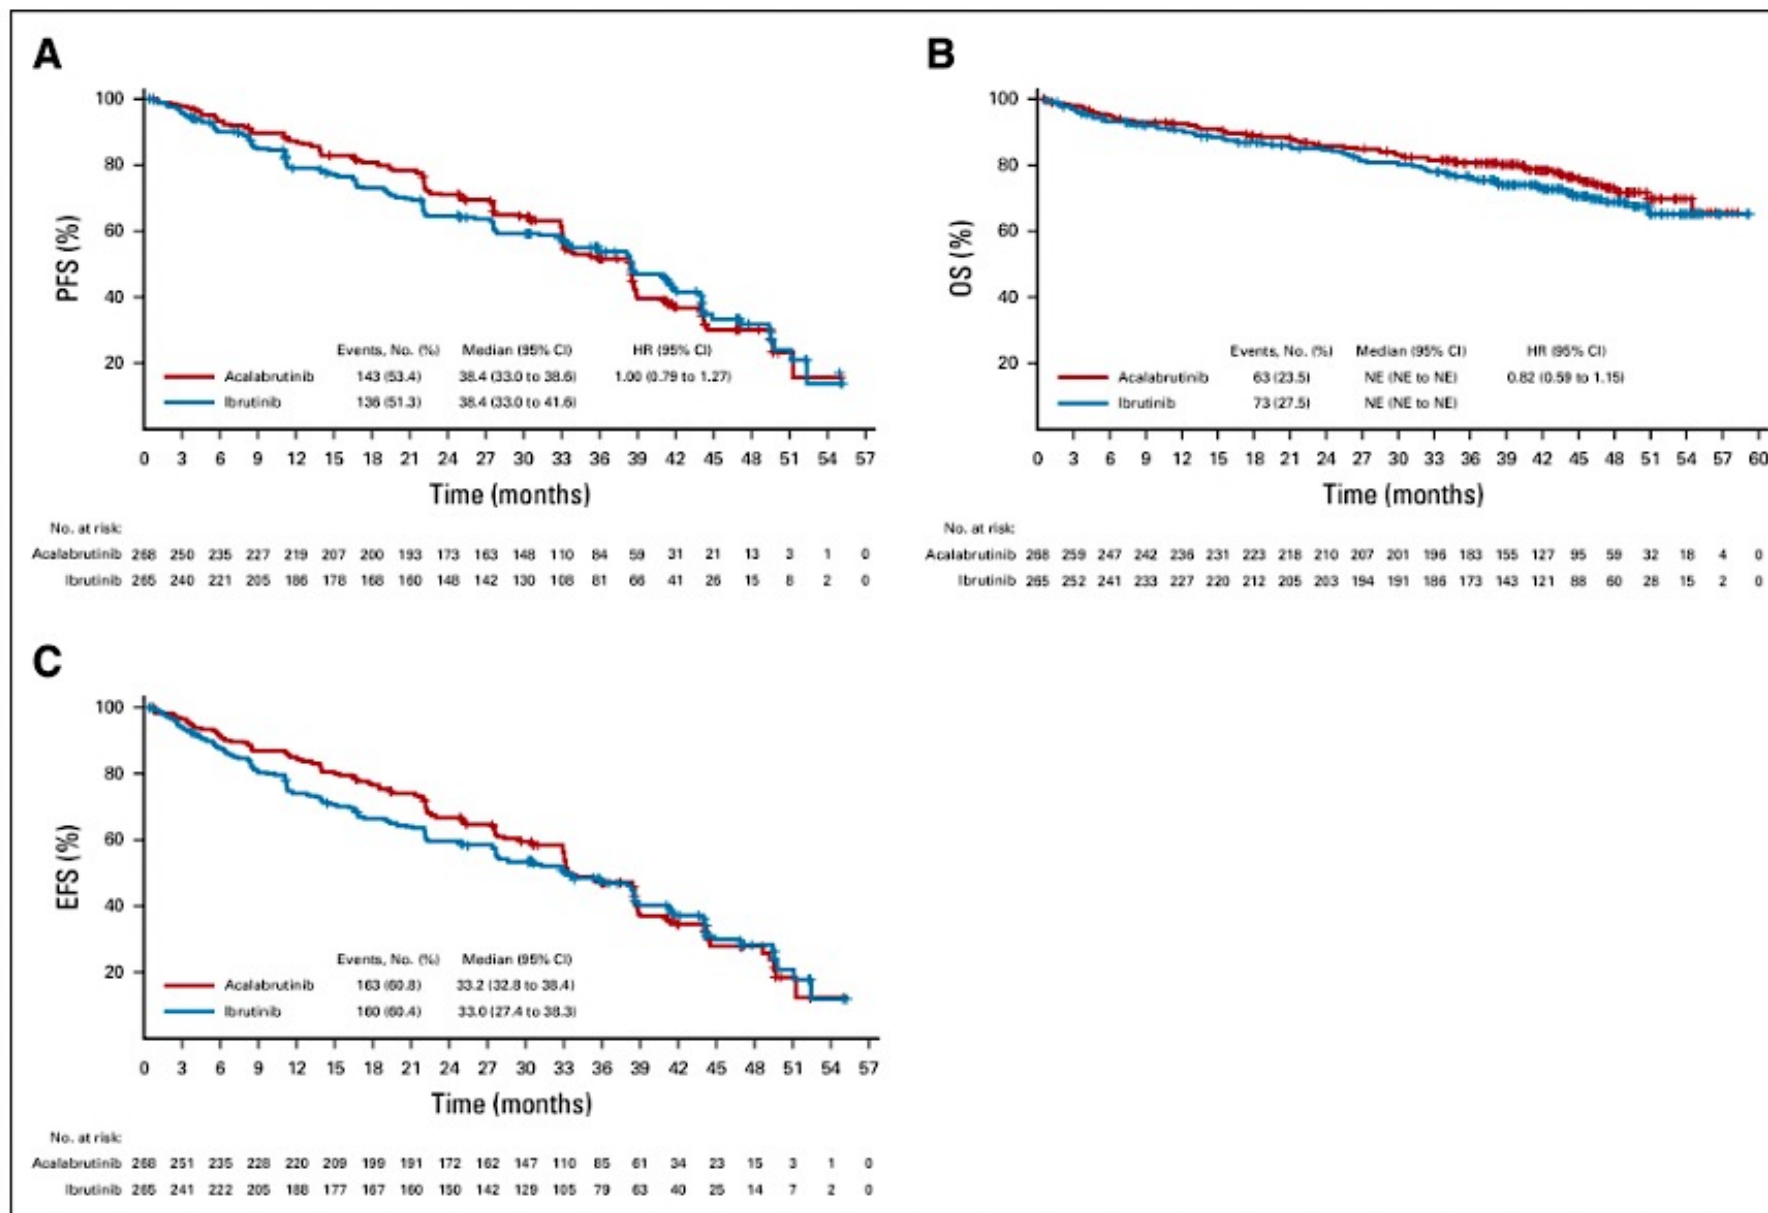 A
100
80
60
40
20
PFS (%)
Events, No. (%) Median (95% CI) HR (95% CI)
Acalabrutinib 143 (53.4) 38.4 (33.0 to 38.6) 1.00 (0.79 to 1.27)
Ibrutinib 136 (51.3) 38.4 (33.0 to 41.6)
0 3 6 9 12 15 18 21 24 27 30 33 36 39 42 45 48 51 54 57
Time (months)
No. at risk:
Acalabrutinib 268 250 235 227 219 207 200 193 173 163 148 110 84 59 31 21 13 3 1 0
Ibrutinib 265 240 221 205 186 178 168 160 148 142 130 108 81 66 41 26 15 8 2 0
B
100
80
60
40
20
OS (%)
Events, No. (%) Median (95% CI) HR (95% CI)
Acalabrutinib 63 (23.5) NE (NE to NE) 0.82 (0.59 to 1.15)
Ibrutinib 73 (27.5) NE (NE to NE)
0 3 6 9 12 15 18 21 24 27 30 33 36 39 42 45 48 51 54 57 60
Time (months)
No. at risk:
Acalabrutinib 268 259 247 242 236 231 223 218 210 207 201 196 183 155 127 95 59 32 18 4 0
Ibrutinib 265 252 241 233 227 220 212 205 203 194 191 186 173 143 121 88 60 28 15 2 0
C
100
80
60
40
20
EFS (%)
Events, No. (%) Median (95% CI)
Acalabrutinib 163 (60.8) 33.2 (32.8 to 38.4)
Ibrutinib 160 (60.4) 33.0 (27.4 to 38.3)
0 3 6 9 12 15 18 21 24 27 30 33 36 39 42 45 48 51 54 57
Time (months)
No. at risk:
Acalabrutinib 268 251 235 228 220 209 199 191 172 162 147 110 85 61 34 23 15 3 1 0
Ibrutinib 265 241 222 205 188 177 167 160 150 142 129 105 79 63 40 25 14 7 2 0